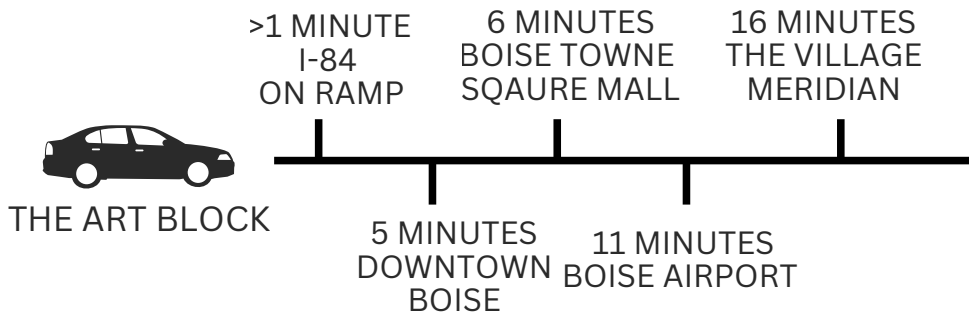 >1 MINUTE
I-84
ON RAMP
6 MINUTES
BOISE TOWNE
SQAURE MALL
16 MINUTES
THE VILLAGE
MERIDIAN
THE ART BLOCK
5 MINUTES
DOWNTOWN
BOISE
11 MINUTES
BOISE AIRPORT